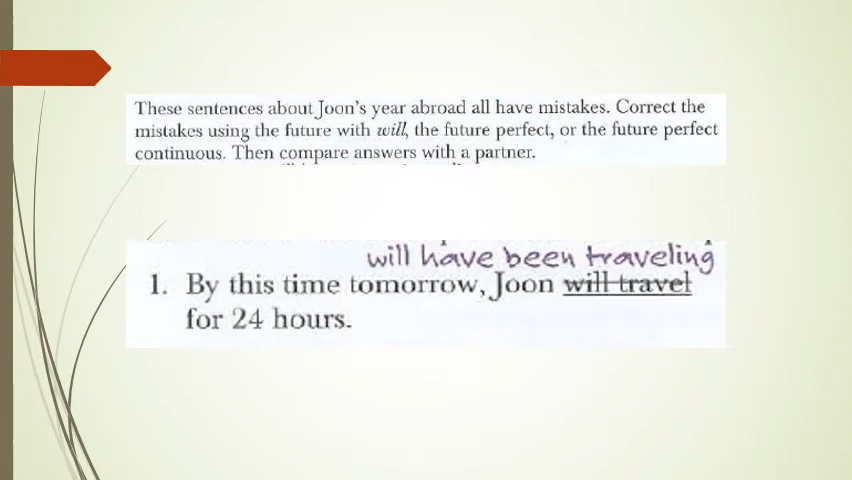 These sentences about Joon's year abroad all have mistakes. Correct the
mistakes using the future with will, the future perfect, or the future perfect
continuous. Then compare answers with a partner.
will have been traveling
1. By this time tomorrow, Joon will travel
for 24 hours.